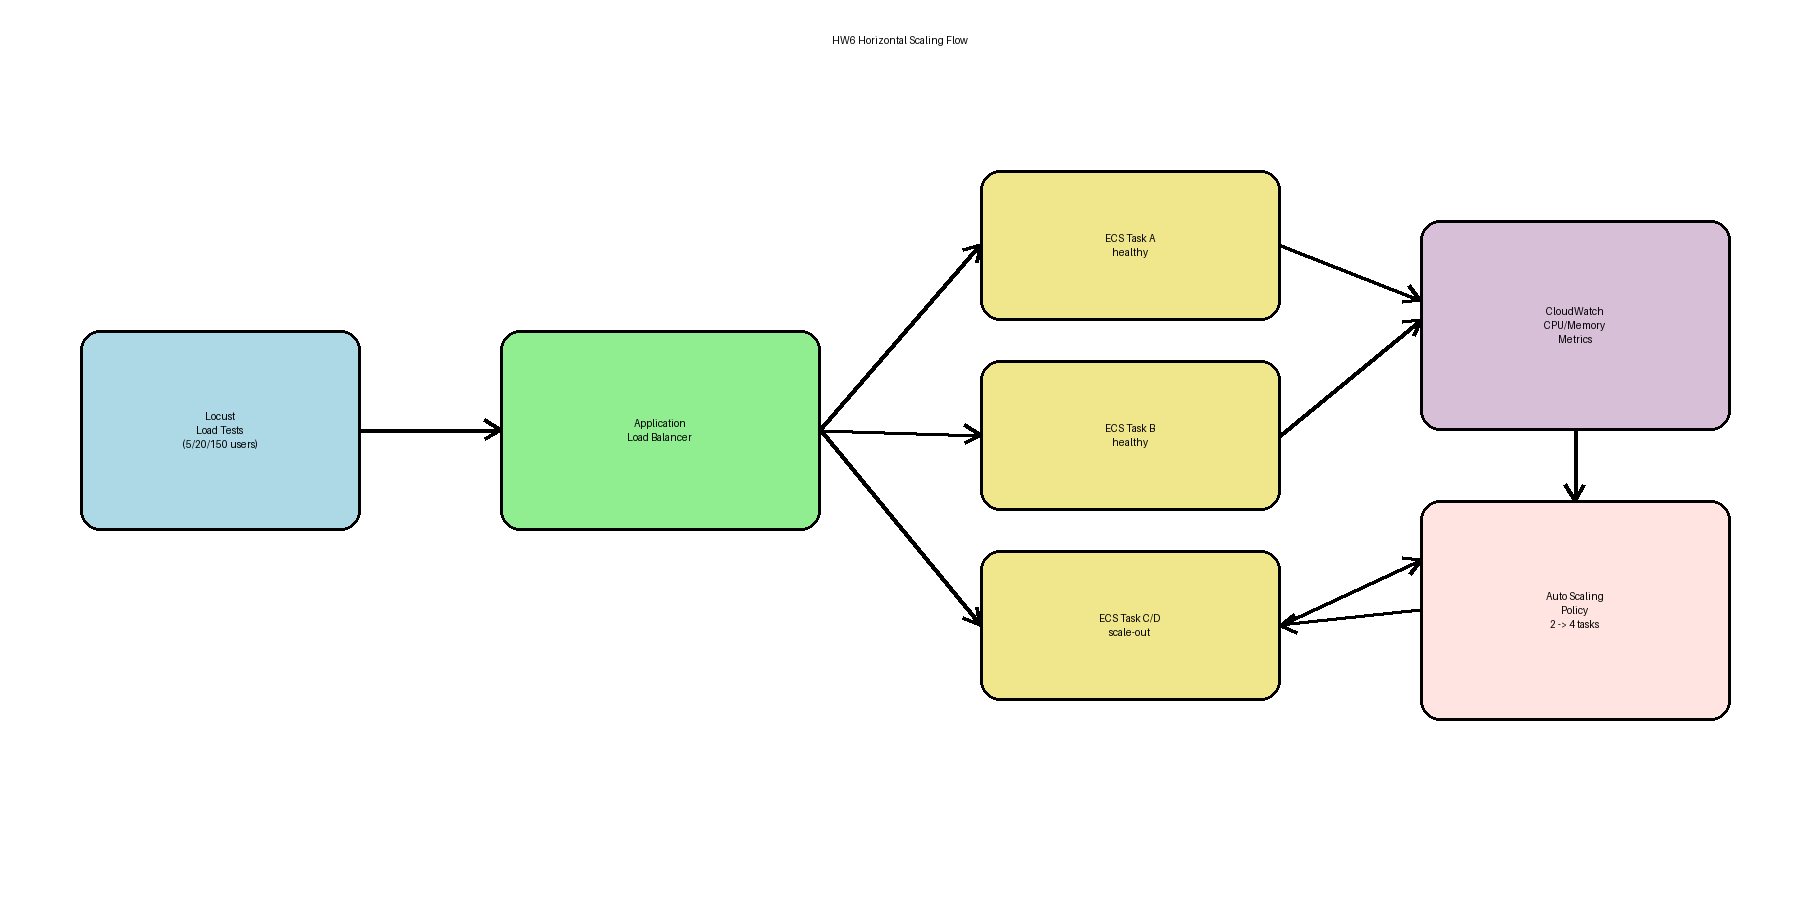 HW6 Horizontal Scaling Flow
Locust
Load Tests
(5/20/150 users)
Application
Load Balancer
ECS Task A
healthy
ECS Task B
healthy
ECS Task C/D
scale-out
CloudWatch
CPU/Memory
Metrics
Auto Scaling
Policy
2 -> 4 tasks